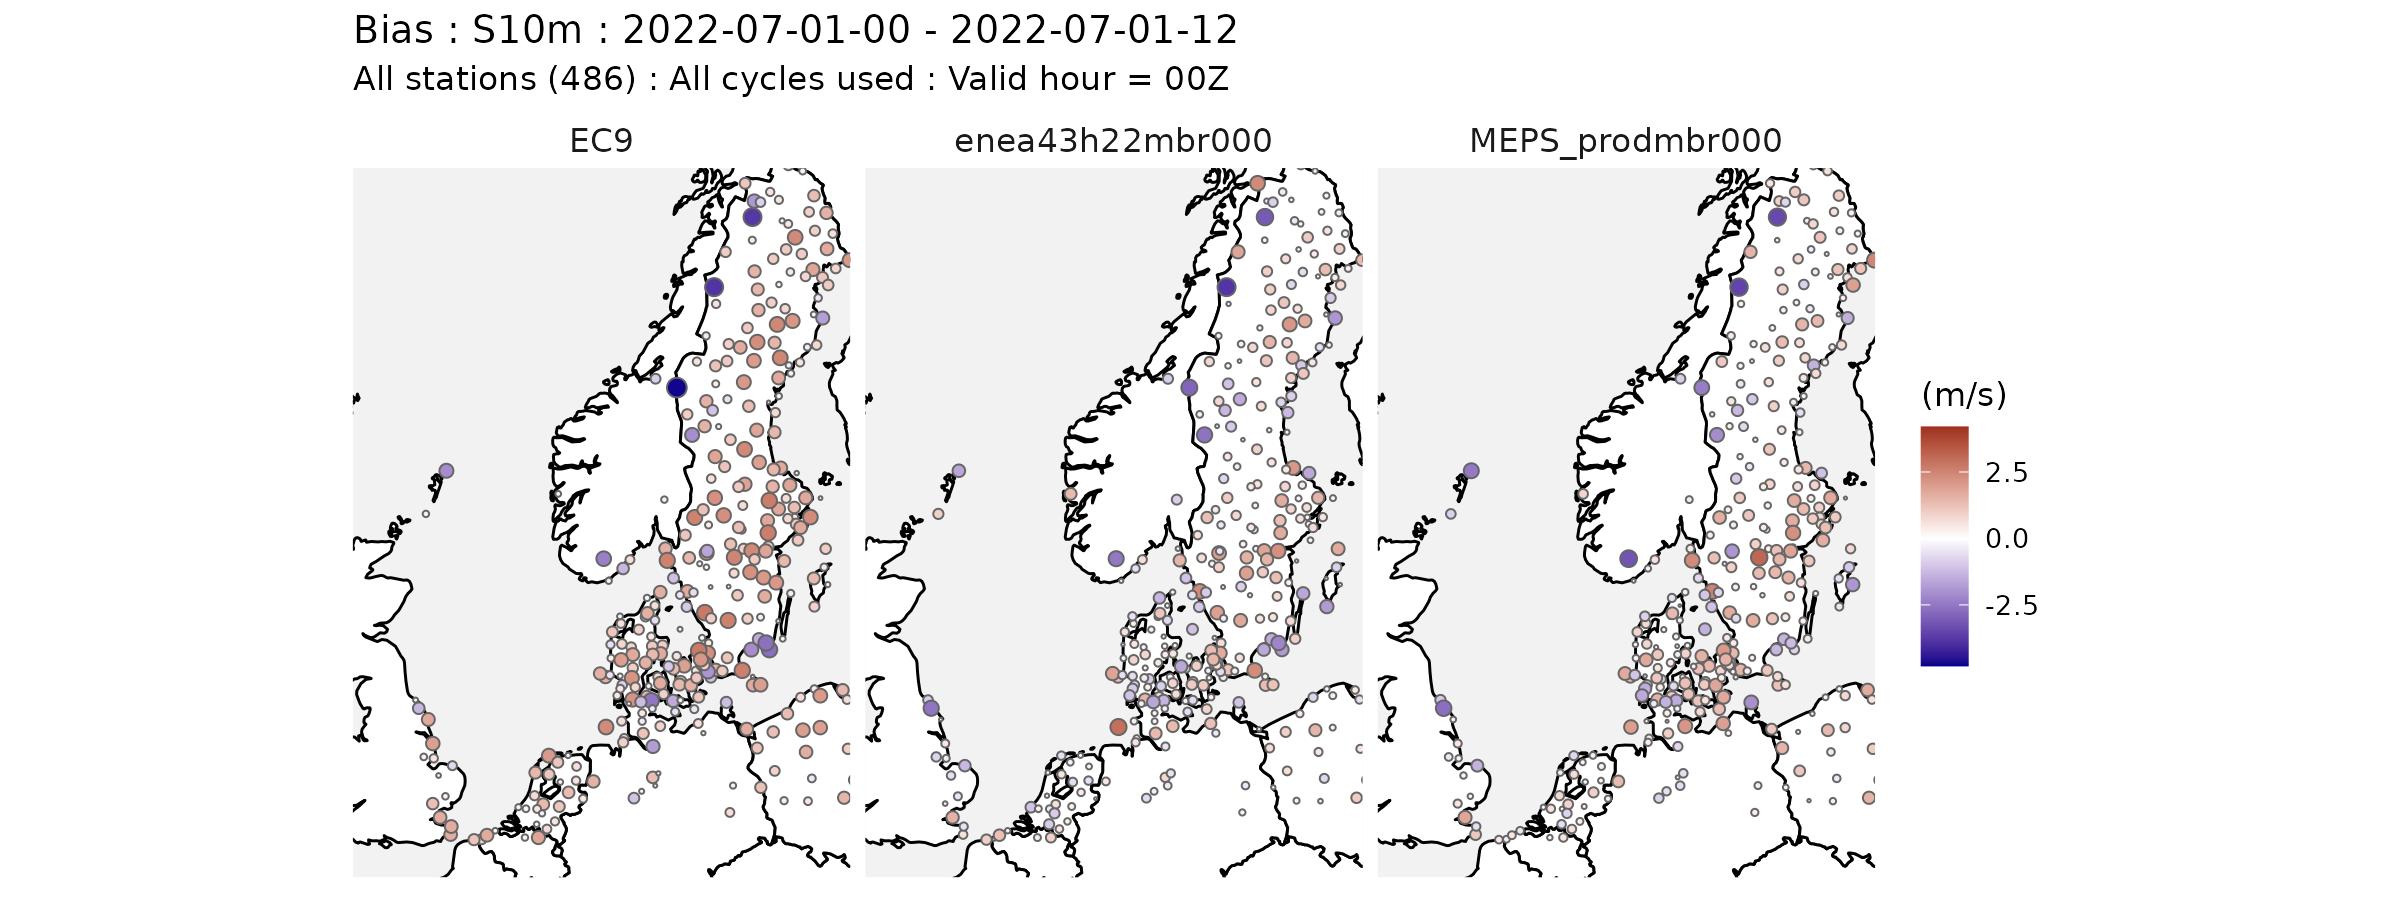 Bias : S10m : 2022-07-01-00 - 2022-07-01-12
All stations (486) : All cycles used : Valid hour = 00Z
EC9
enea43h22mbr000
MEPS_prodmbr000
(m/s)
2.5
0.0
-2.5